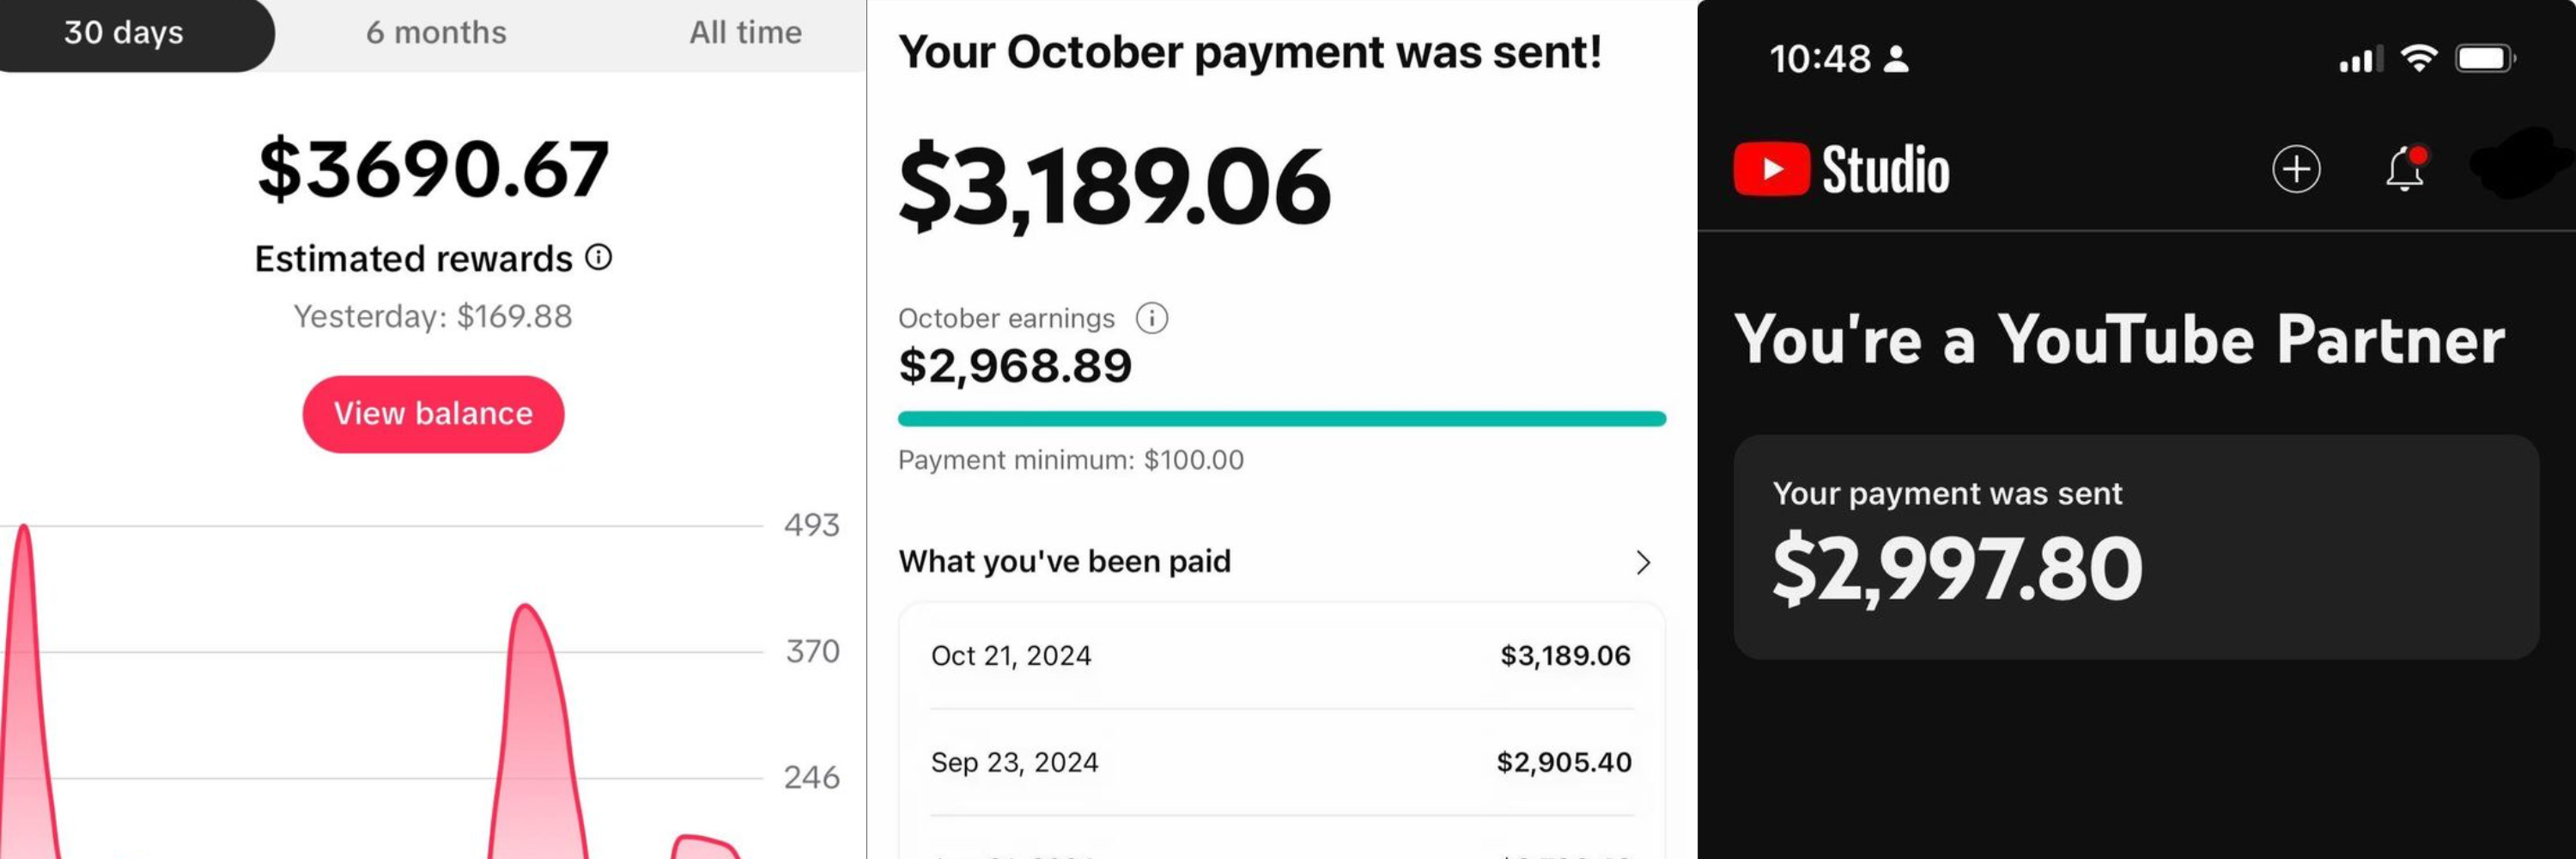 30 days
6 months
All time
$3690.67
Estimated rewards
Yesterday: $169.88
View balance
493
370
246
Your October payment was sent!
$3,189.06
October earnings
$2,968.89
Payment minimum: $100.00
What you've been paid
Oct 21, 2024
$3,189.06
Sep 23, 2024
$2,905.40
10:48
Studio
You're a YouTube Partner
Your payment was sent
$2,997.80